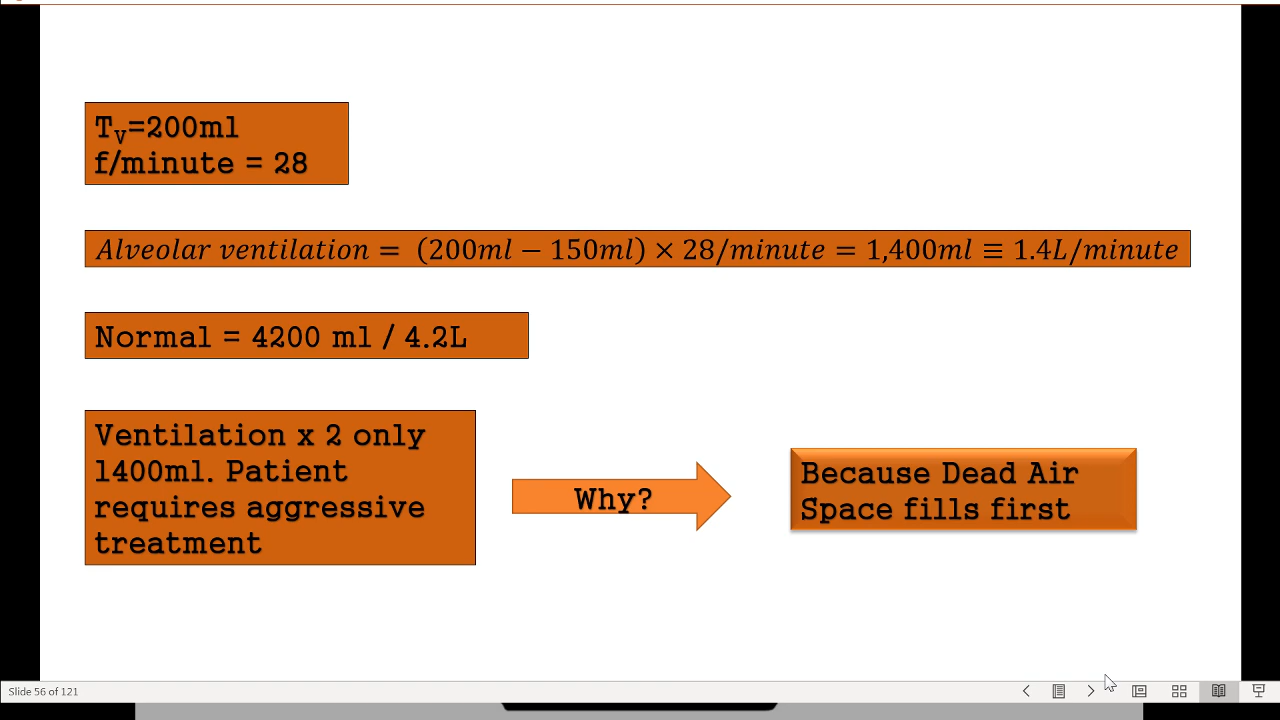 T_V=200ml
f/minute = 28
Alveolar ventilation = (200ml − 150ml) × 28/minute = 1,400ml ≡ 1.4L/minute
Normal = 4200 ml / 4.2L
Ventilation x 2 only
1400ml. Patient
requires aggressive
treatment
Why?
Because Dead Air
Space fills first
Slide 56 of 121